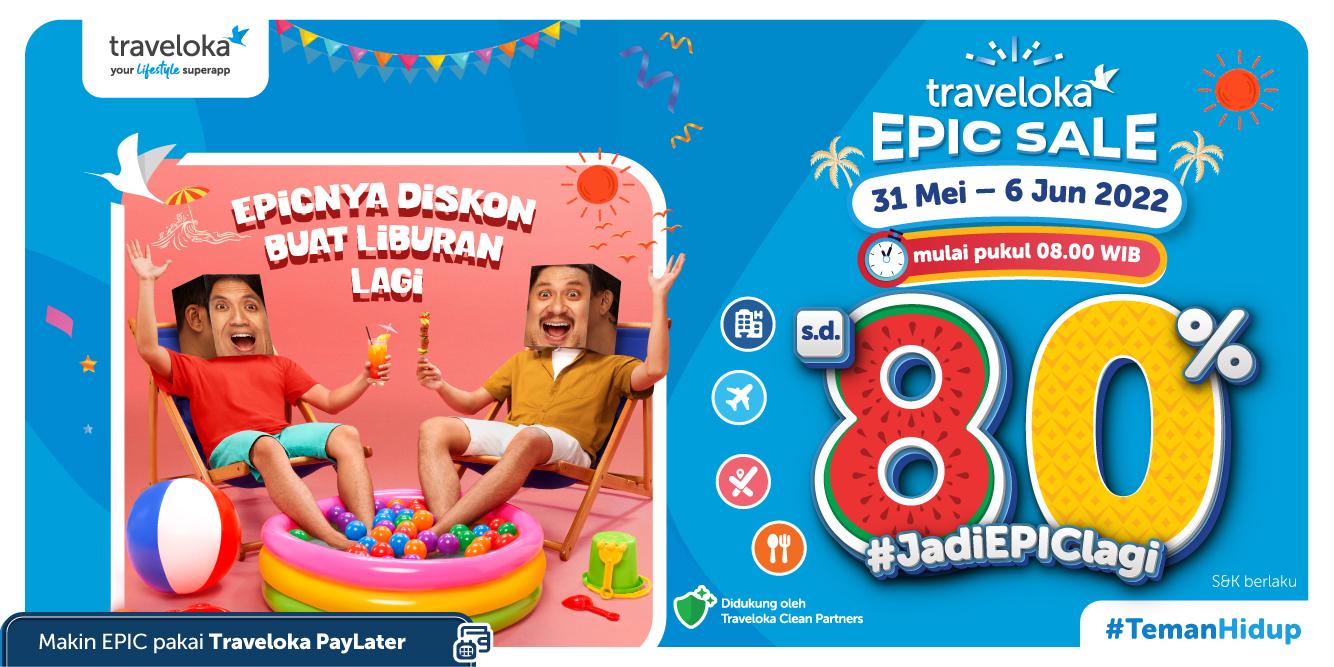 traveloka
your lifestyle superapp
EPiCNYA DiSKON
BUAT LiBURAN
LAGi
traveloka
EPIC SALE
31 Mei – 6 Jun 2022
mulai pukul 08.00 WIB
s.d.
80%
#JadiEPIClagi
S&K berlaku
Didukung oleh
Traveloka Clean Partners
Makin EPIC pakai Traveloka PayLater
#TemanHidup